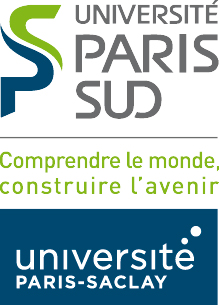 UNIVERSITÉ
PARIS
SUD
Comprendre le monde,
construire l'avenir
université
PARIS-SACLAY